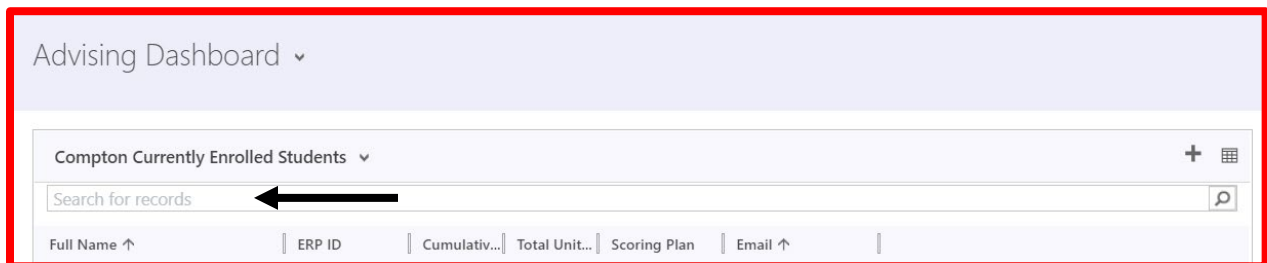 Advising Dashboard
Compton Currently Enrolled Students
Search for records
Full Name ↑ ERP ID Cumulativ... Total Unit... Scoring Plan Email ↑